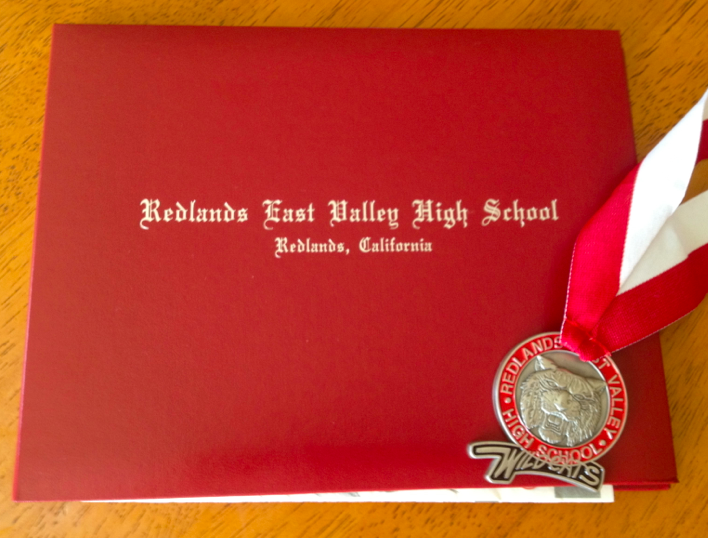 Redlands East Valley High School
Redlands, California
REDLANDS VALLEY
HIGH SCHOOL
WILDCATS